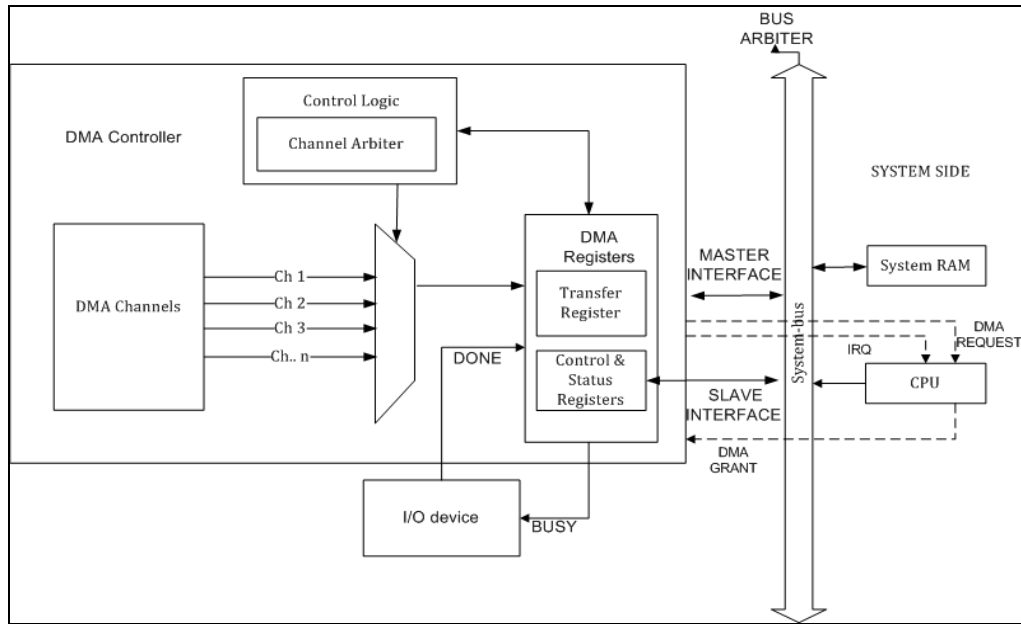 BUS
ARBITER
Control Logic
DMA Controller
Channel Arbiter
SYSTEM SIDE
DMA
Registers
MASTER
INTERFACE
System RAM
Ch 1
DMA Channels
Ch 2
Transfer
Register
Ch 3
System-bus
DMA
REQUEST
IRQ
Ch.. n
DONE
Control &
Status
Registers
CPU
SLAVE
INTERFACE
DMA
GRANT
I/O device
BUSY